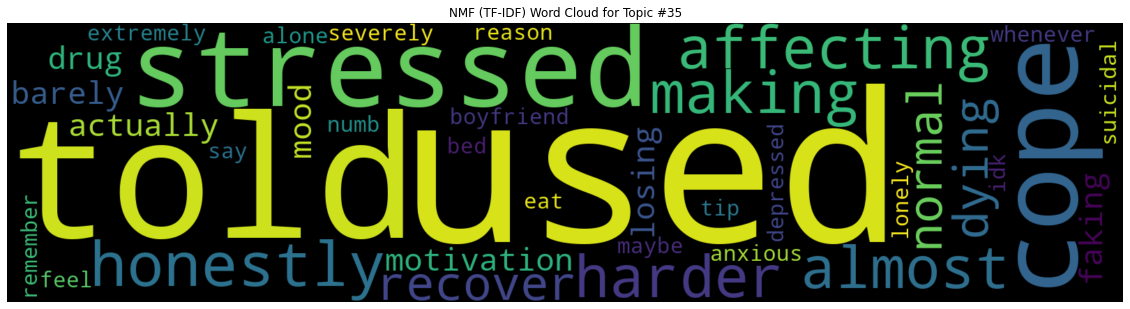 NMF (TF-IDF) Word Cloud for Topic #35
extremely alone severely reason whenever
drug stressed affecting
barely mood making cope suicidal
actually numb boyfriend normal dying
say bed losing depressed idk
told used
eat tip lonely faking
remember maybe anxious
feel honestly motivation harder almost
recover